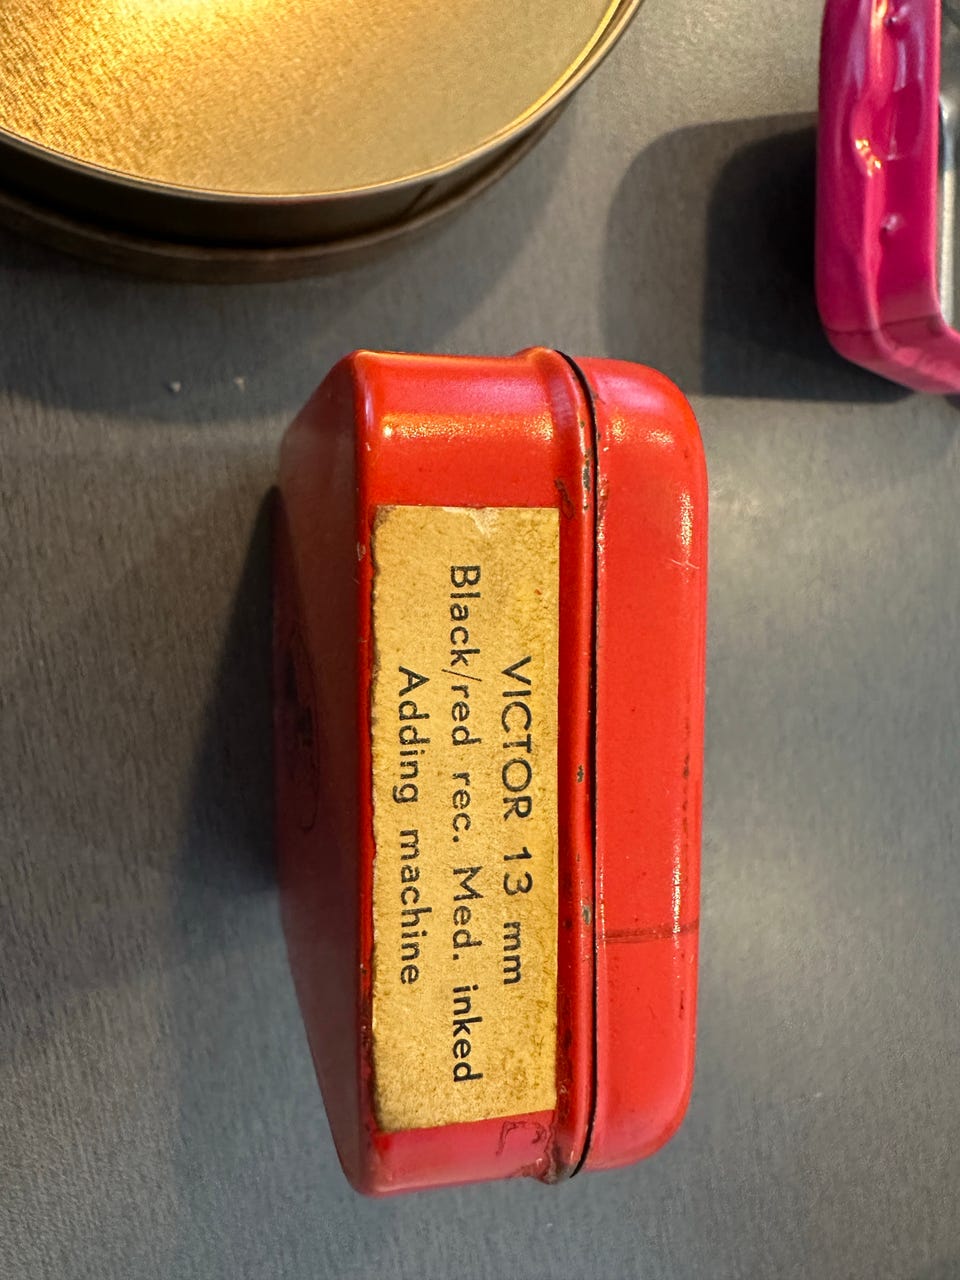 VICTOR 13 mm
Black/red rec. Med. inked
Adding machine